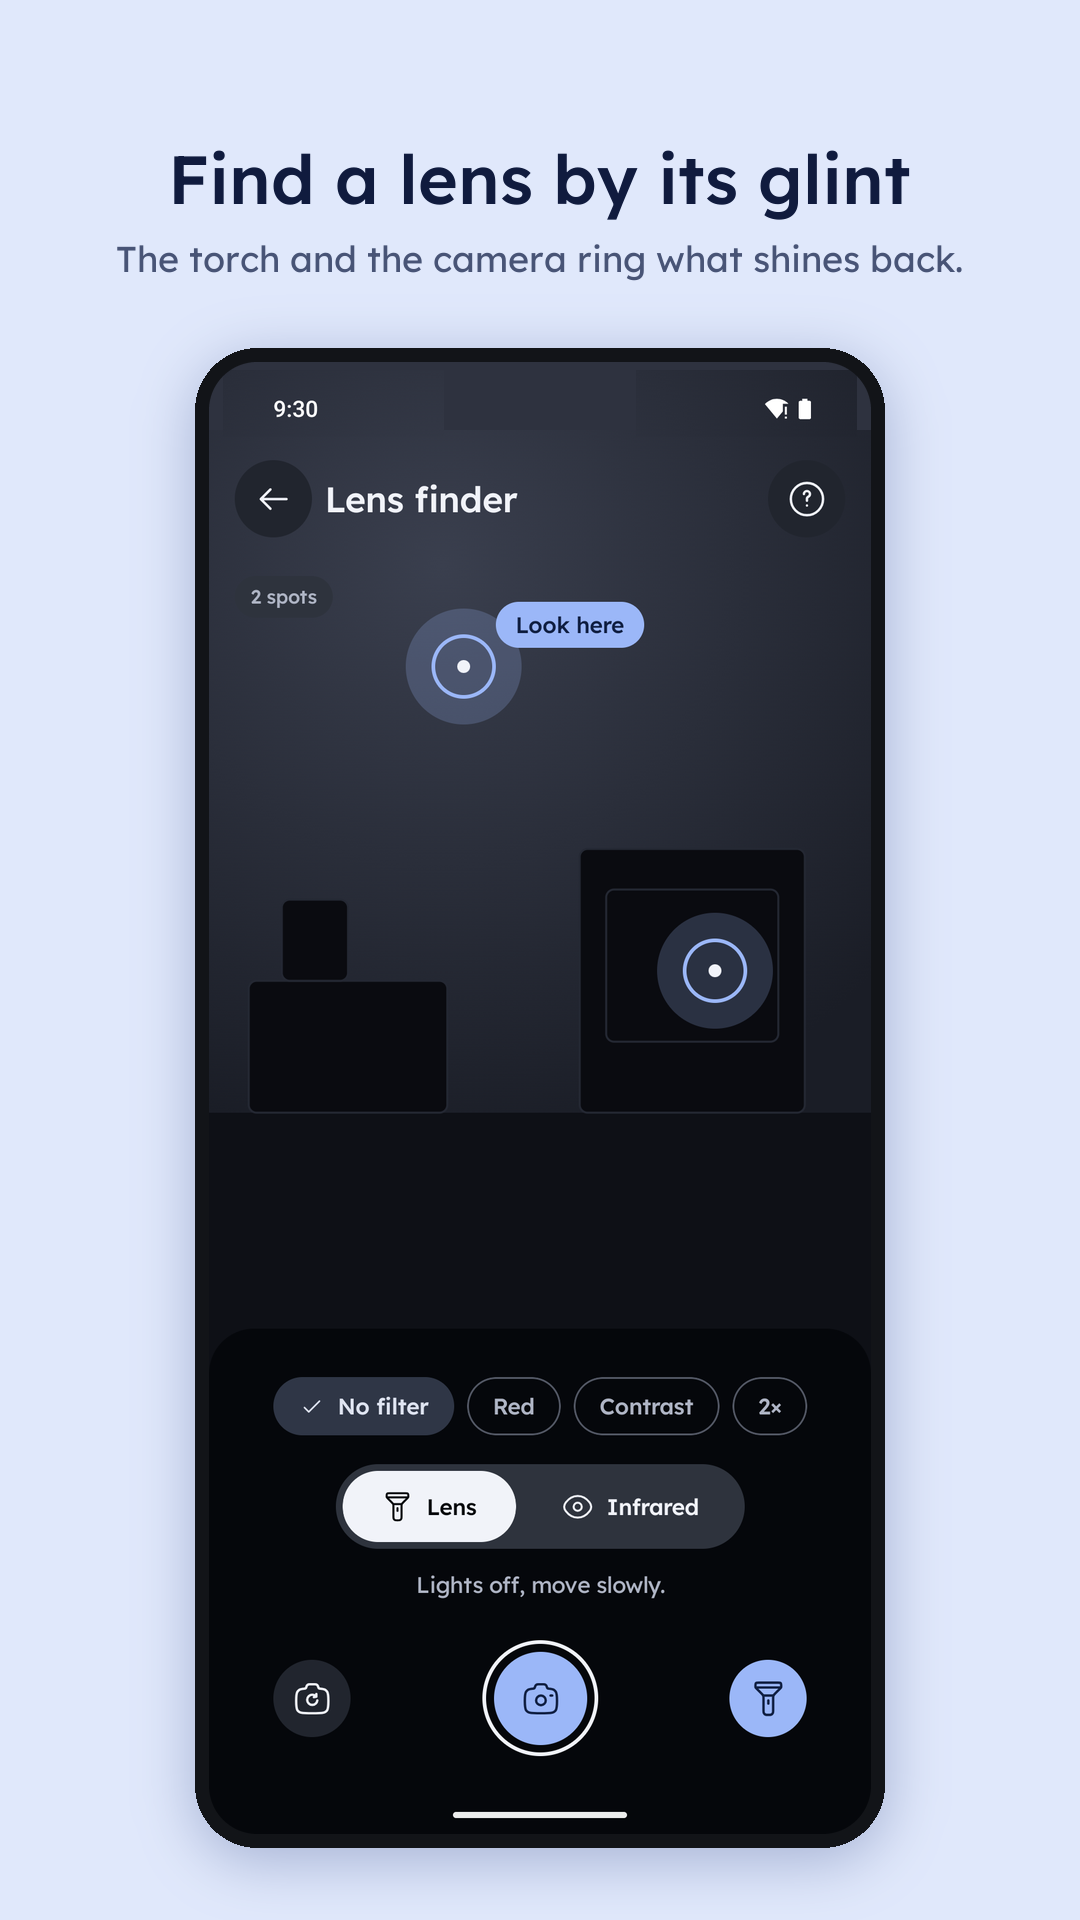 Find a lens by its glint
The torch and the camera ring what shines back.
9:30
Lens finder
2 spots
Look here
No filter
Red
Contrast
2×
Lens
Infrared
Lights off, move slowly.